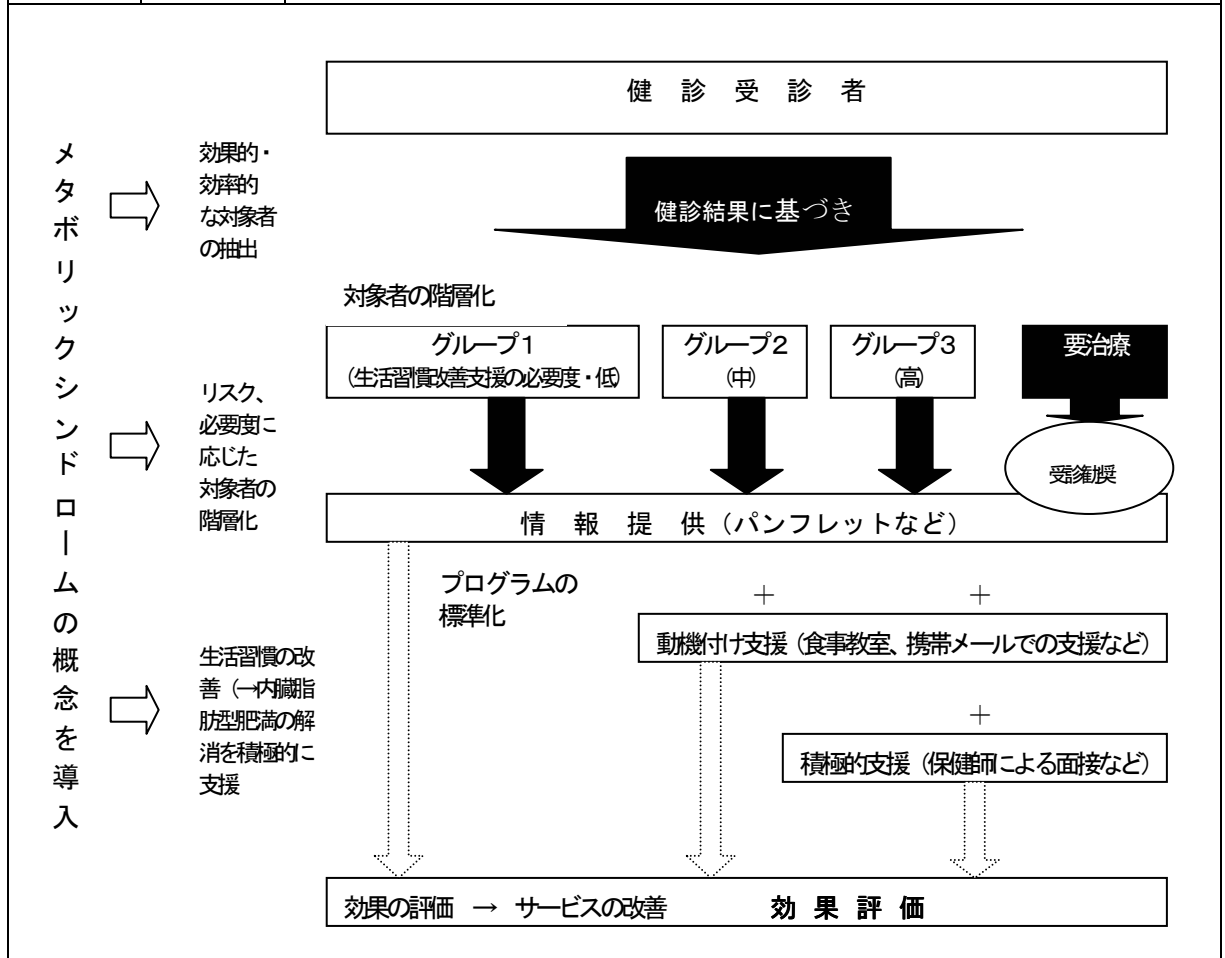 健診受診者
メタボリックシンドロームの概念を導入
効果的・
効率的
な対象者
の抽出
健診結果に基づき
対象者の階層化
グループ1
(生活習慣改善支援の必要度・低)
グループ2
(中)
グループ3
(高)
要治療
リスク、
必要度に
応じた
対象者の
階層化
受診勧奨
情報提供(パンフレットなど)
プログラムの
標準化
+
+
動機付け支援(食事教室、携帯メールでの支援など)
生活習慣の改
善(→内臓脂
肪型肥満の解
消を積極的に
支援
+
積極的支援(保健師による面接など)
効果の評価 → サービスの改善 効果評価